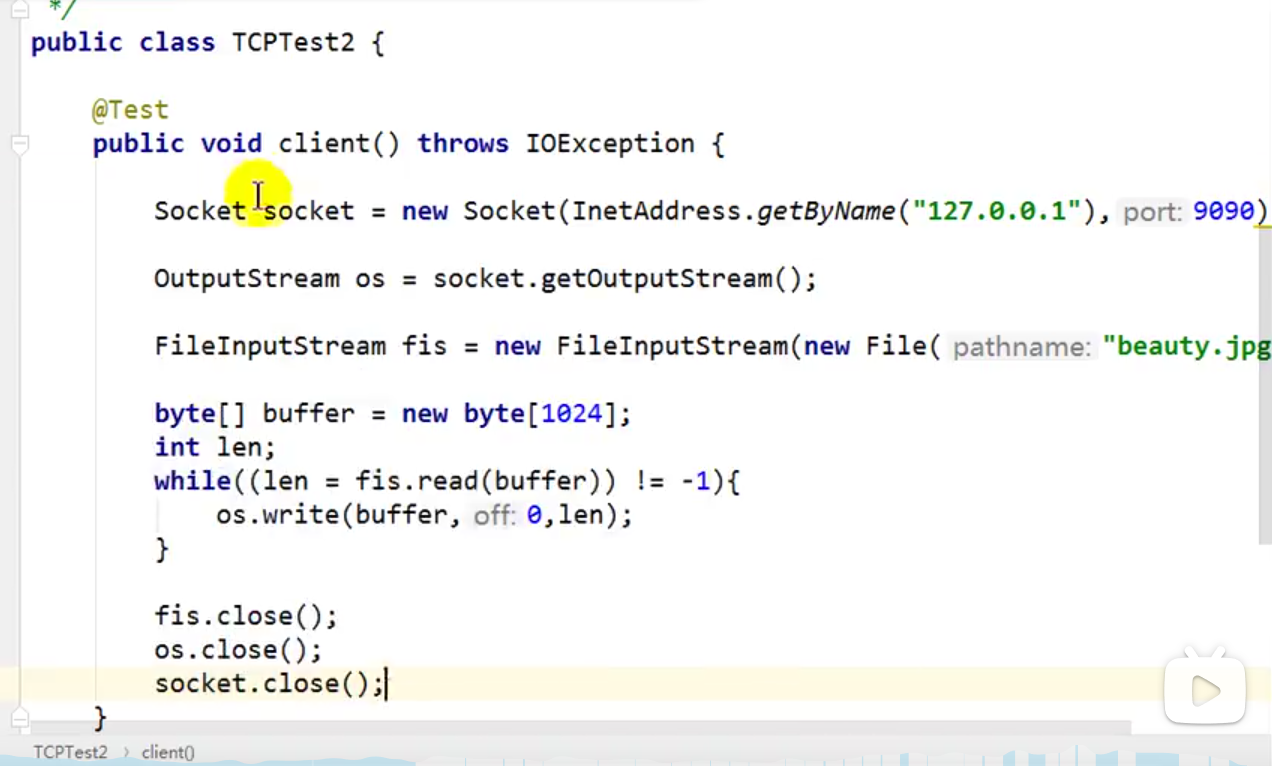 */
public class TCPTest2 {
@Test
public void client() throws IOException {
Socket socket = new Socket(InetAddress.getByName("127.0.0.1"), port: 9090)
OutputStream os = socket.getOutputStream();
FileInputStream fis = new FileInputStream(new File( pathname: "beauty.jpg
byte[] buffer = new byte[1024];
int len;
while((len = fis.read(buffer)) != -1){
os.write(buffer, off: 0,len);
}
fis.close();
os.close();
socket.close();
}
TCPTest2 › client()